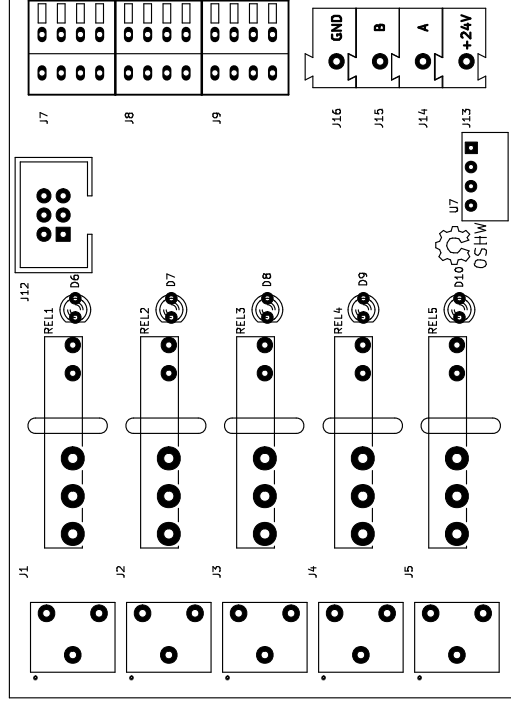 GND
B
A
+24V
J7
J8
J9
J16
J15
J14
J13
J12
U7
OSHW
D6
D7
D8
D9
D10
REL1
REL2
REL3
REL4
REL5
J1
J2
J3
J4
J5